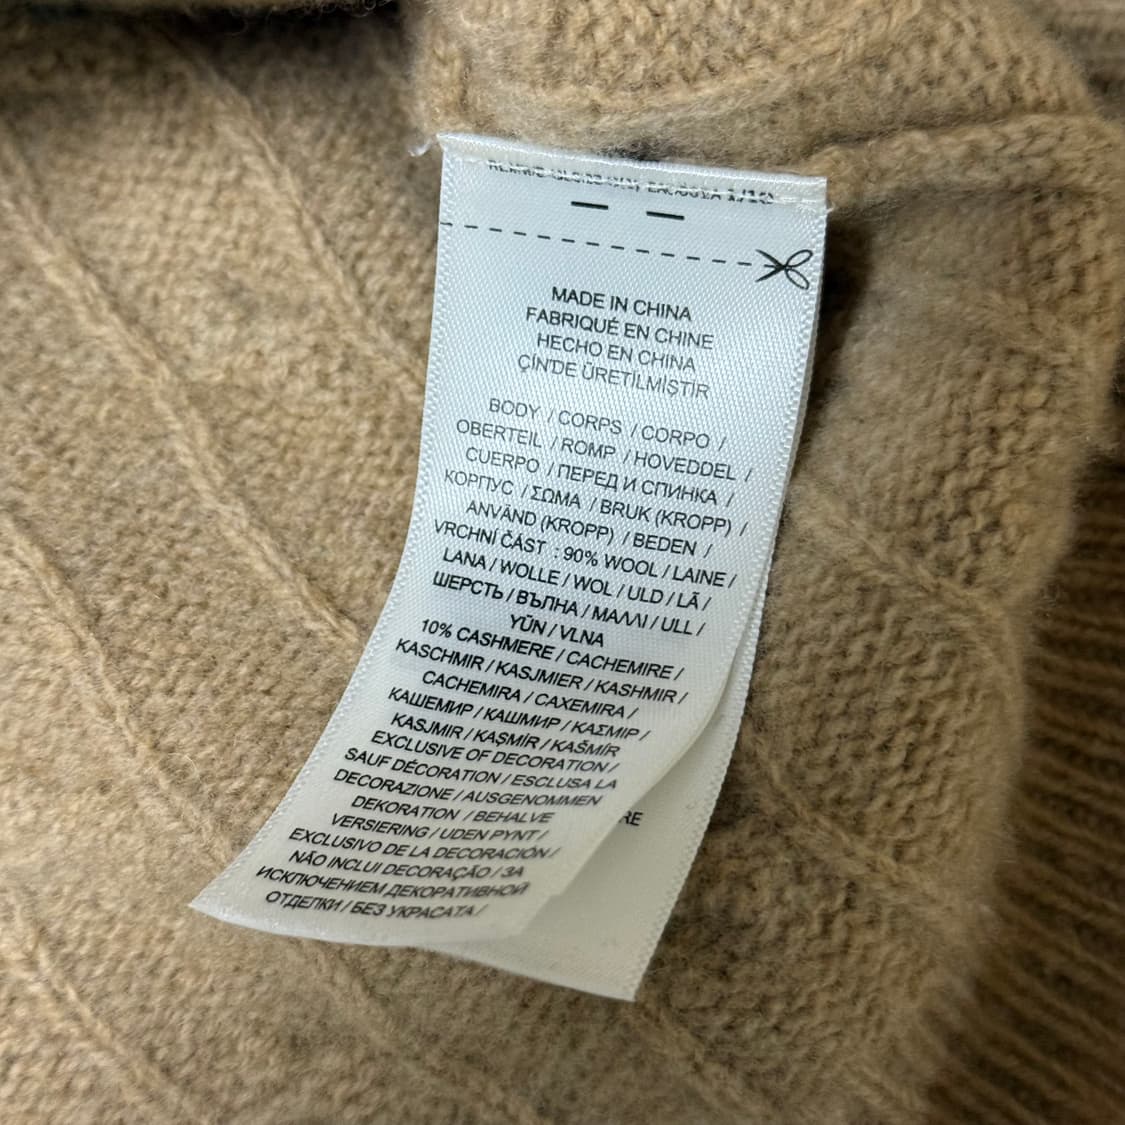 1/10
MADE IN CHINA
FABRIQUÉ EN CHINE
HECHO EN CHINA
ÇİN'DE ÜRETİLMİŞTİR
BODY / CORPS / CORPO /
OBERTEIL / ROMP / HOVEDDEL /
CUERPO / ПЕРЕД И СПИНКА /
КОРПУС / ΣΩΜΑ / BRUK (KROPP) /
ANVÄND (KROPP) / BEDEN /
VRCHNÍ ČÁST : 90% WOOL / LAINE /
LANA / WOLLE / WOL / ULD / LÃ /
ШЕРСТЬ / ВЪЛНА / ΜΑΛΛΙ / ULL /
YÜN / VLNA
10% CASHMERE / CACHEMIRE /
KASCHMIR / KASJMIER / KASHMIR /
CACHEMIRA / CAXEMIRA /
КАШЕМИР / КАШМИР / ΚΑΣΜΙΡ /
KASJMIR / KAŞMİR / KAŠMÍR
EXCLUSIVE OF DECORATION /
SAUF DÉCORATION / ESCLUSA LA
DECORAZIONE / AUSGENOMMEN
DEKORATION / BEHALVE
VERSIERING / UDEN PYNT /
EXCLUSIVO DE LA DECORACIÓN /
NÃO INCLUI DECORAÇÃO / ЗА
ИСКЛЮЧЕНИЕМ ДЕКОРАТИВНОЙ
ОТДЕЛКИ / БЕЗ УКРАСАТА /
RE